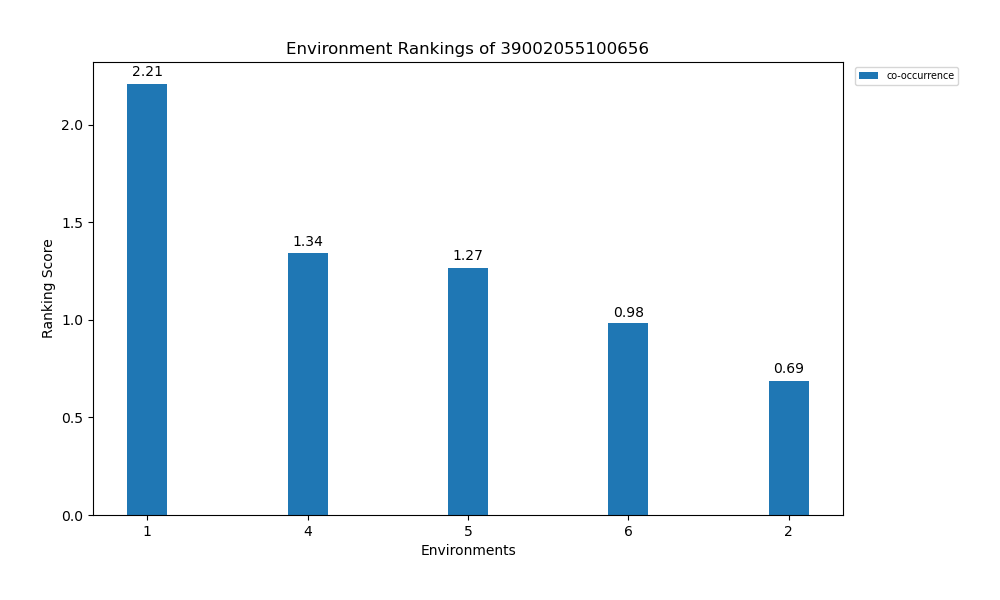 Environment Rankings of 39002055100656
co-occurrence
2.21
1.34
1.27
0.98
0.69
2.0
1.5
1.0
0.5
0.0
Ranking Score
1 4 5 6 2
Environments